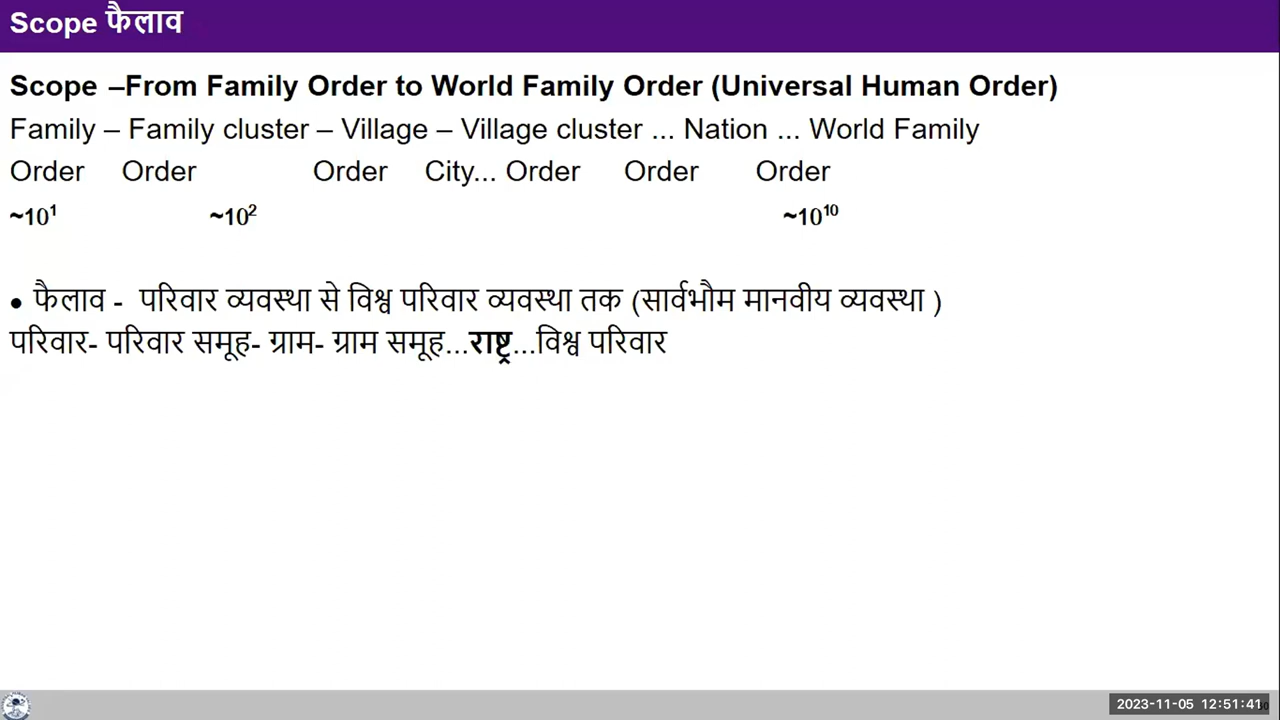 Scope फैलाव
Scope –From Family Order to World Family Order (Universal Human Order)
Family – Family cluster – Village – Village cluster ... Nation ... World Family
Order Order Order City... Order Order Order
~10¹ ~10² ~10¹⁰
• फैलाव - परिवार व्यवस्था से विश्व परिवार व्यवस्था तक (सार्वभौम मानवीय व्यवस्था )
परिवार- परिवार समूह- ग्राम- ग्राम समूह...राष्ट्र...विश्व परिवार
2023-11-05 12:51:41